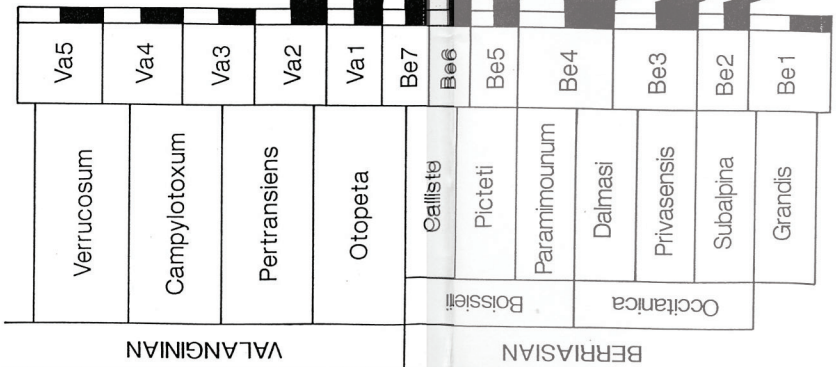 Va5 Va4 Va3 Va2 Va1 Be7 Be6 Be5 Be4 Be3 Be2 Be1
Verrucosum Campylotoxum Pertransiens Otopeta Callisto Picteti Paramimounum Dalmasi Privasensis Subalpina Grandis
Boissieri Occitanica
VALANGINIAN BERRIASIAN